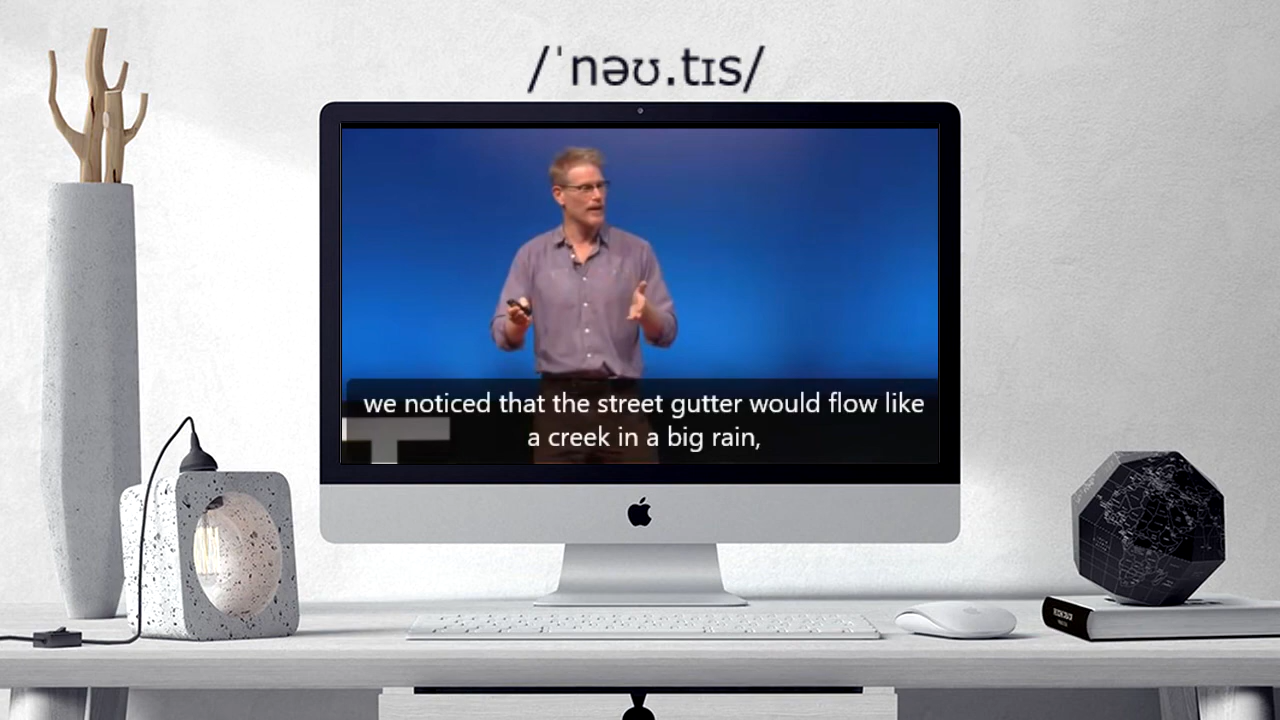 /ˈnəʊ.tɪs/
we noticed that the street gutter would flow like
a creek in a big rain,